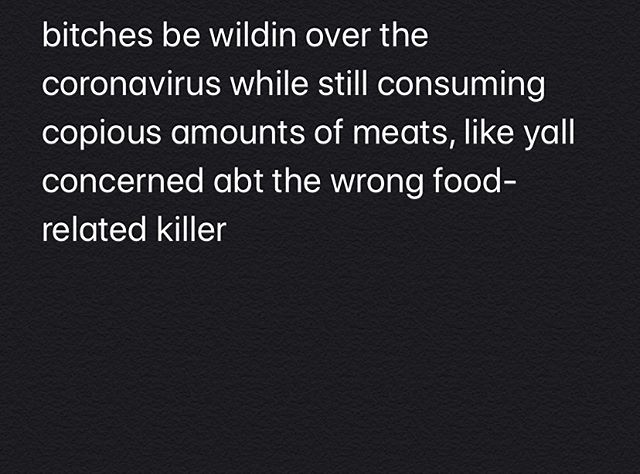 bitches be wildin over the
coronavirus while still consuming
copious amounts of meats, like yall
concerned abt the wrong food-
related killer